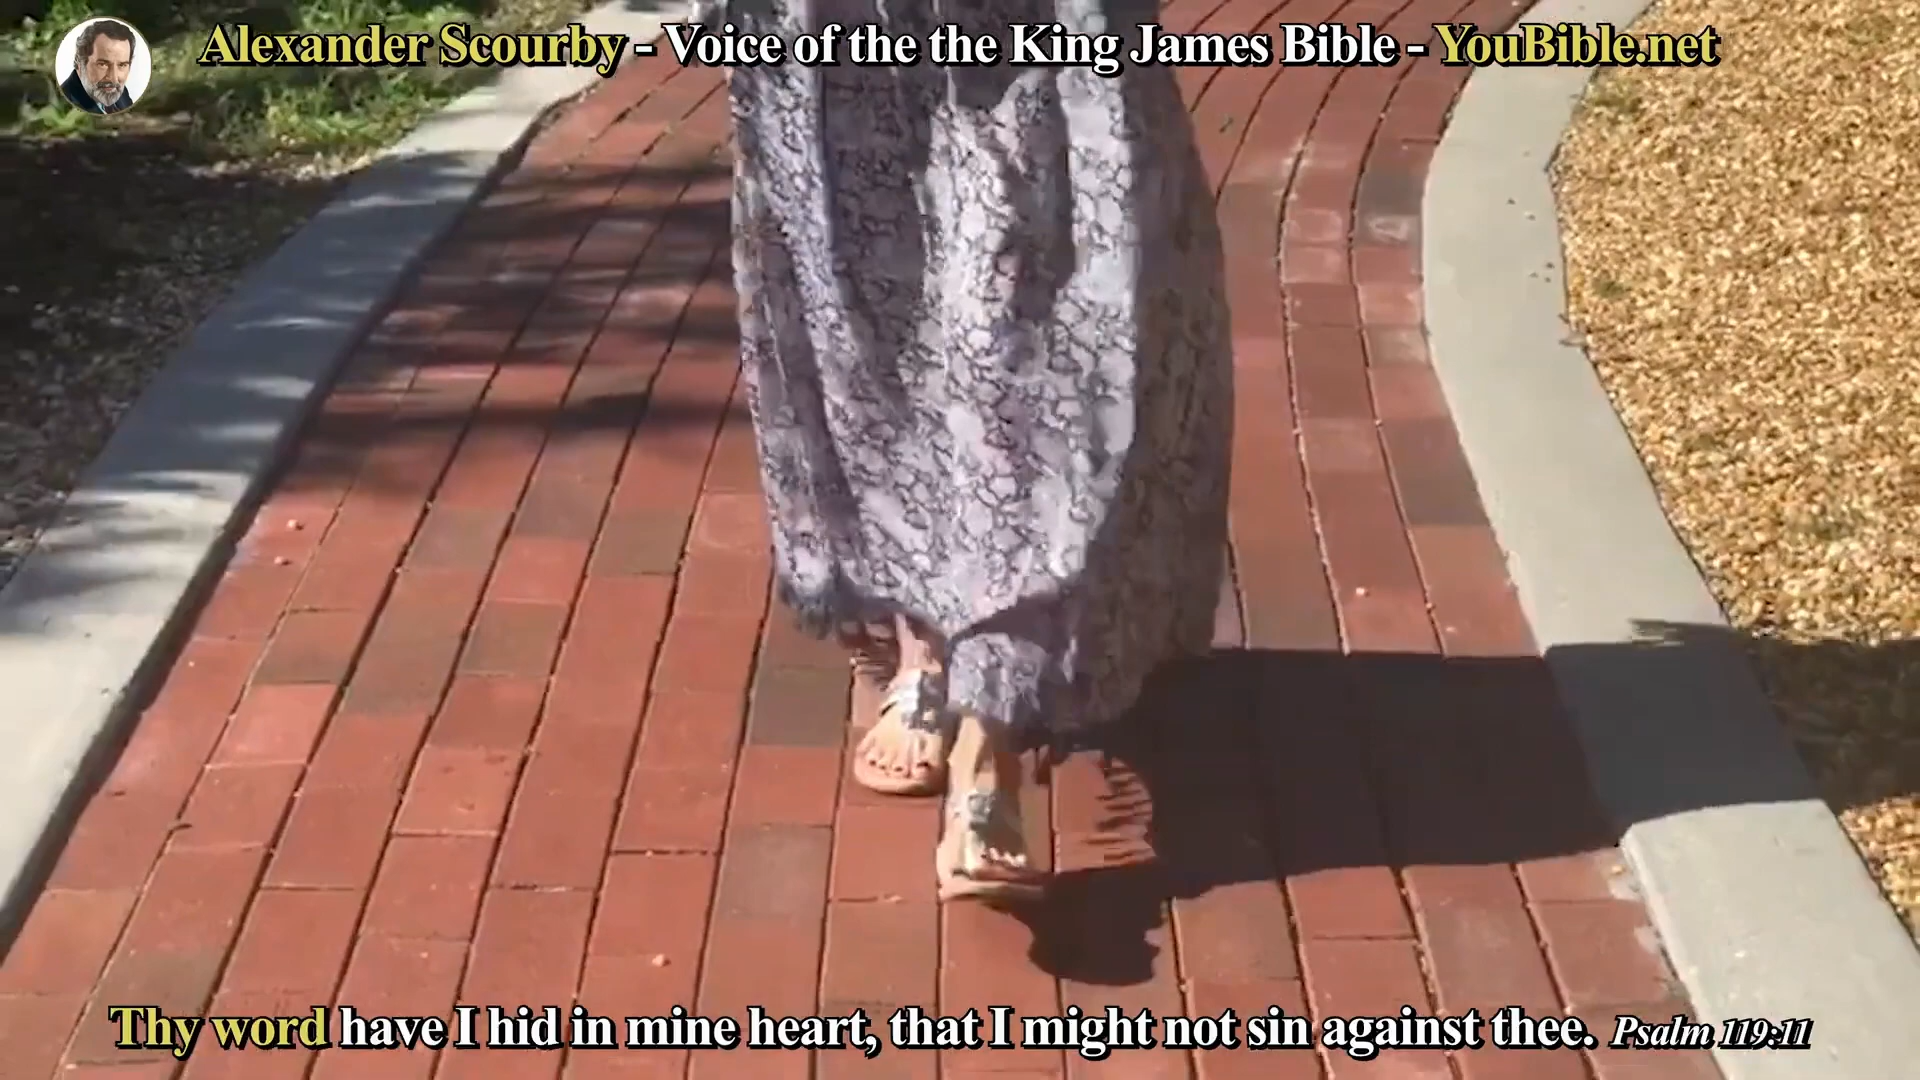 Alexander Scourby - Voice of the the King James Bible - YouBible.net
Thy word have I hid in mine heart, that I might not sin against thee. Psalm 119:11